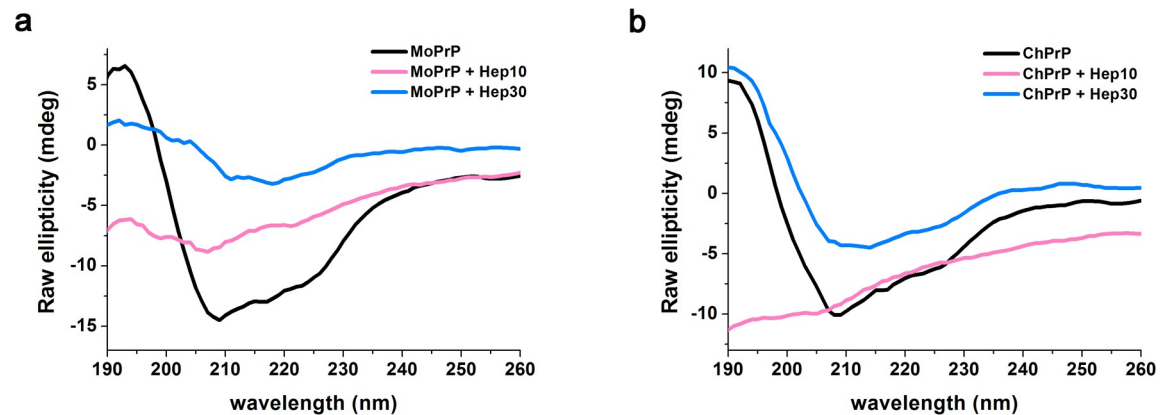 a
MoPrP
MoPrP + Hep10
MoPrP + Hep30
5
0
-5
-10
-15
Raw ellipticity (mdeg)
190 200 210 220 230 240 250 260
wavelength (nm)
b
ChPrP
ChPrP + Hep10
ChPrP + Hep30
10
5
0
-5
-10
Raw ellipticity (mdeg)
190 200 210 220 230 240 250 260
wavelength (nm)